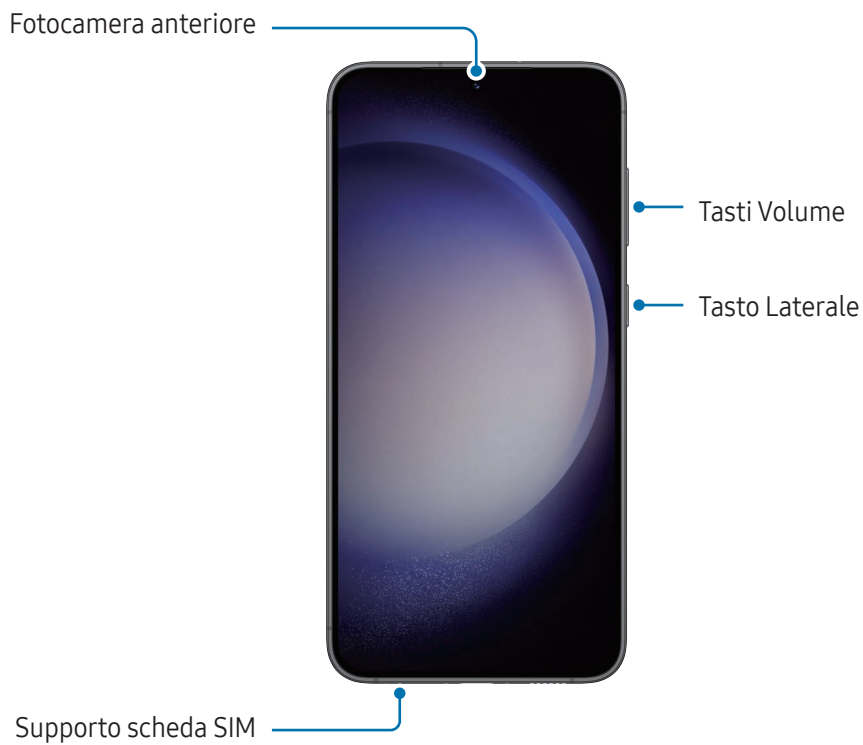 Fotocamera anteriore
Tasti Volume
Tasto Laterale
Supporto scheda SIM